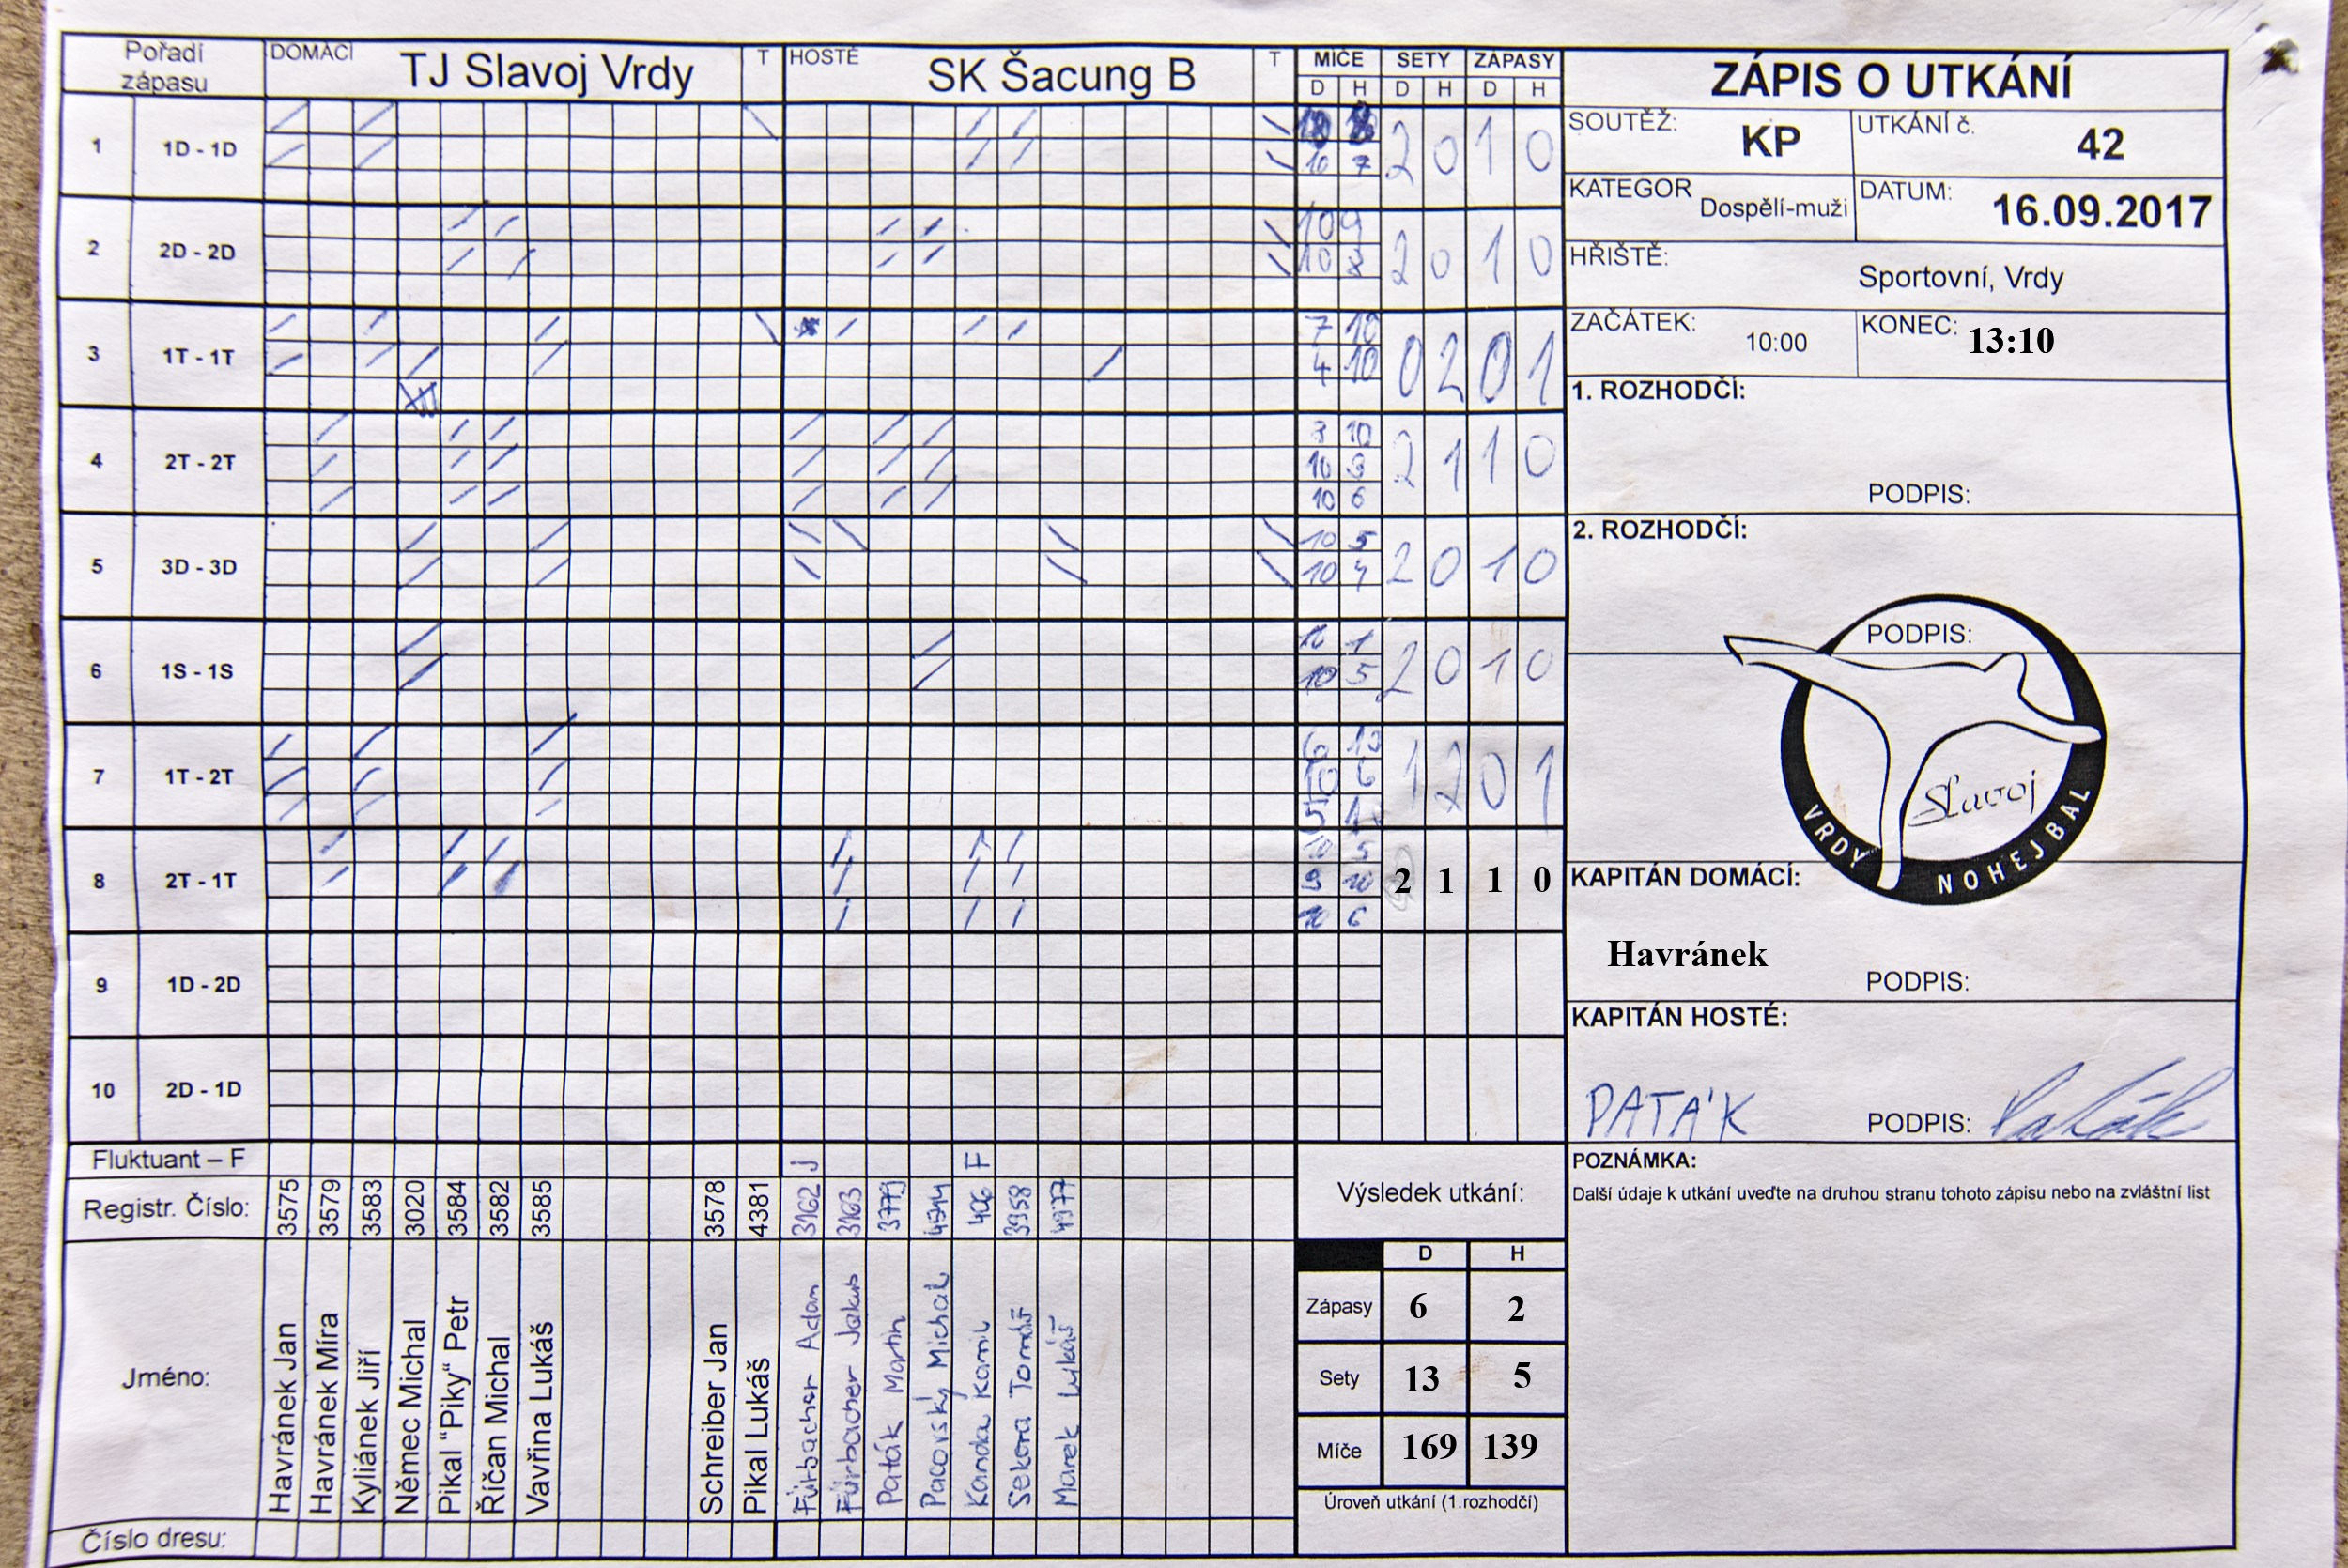 Pořadí zápasu DOMÁCÍ TJ Slavoj Vrdy T HOSTÉ SK Šacung B T MÍČE SETY ZÁPASY
D H D H D H
1 1D - 1D 2 0 1 0
10 7
2 2D - 2D 10 9 2 0 1 0
10 8
3 1T - 1T 7 10 0 2 0 1
4 10
4 2T - 2T 10 2 1 1 0
10
10 6
5 3D - 3D 10 5 2 0 1 0
10 4
6 1S - 1S 1 2 0 1 0
10 5
7 1T - 2T 6 10 1 2 0 1
10 6
5
8 2T - 1T 10 5 2 1 1 0
9 10
10 6
9 1D - 2D
10 2D - 1D
Fluktuant – F J F
Registr. Číslo: 3575 3579 3583 3020 3584 3582 3585 3578 4381 3162 3163 3779 406 3958 4977
Jméno: Havránek Jan Havránek Míra Kyliánek Jiří Němec Michal Pikal “Piky“ Petr Říčan Michal Vavřina Lukáš Schreiber Jan Pikal Lukáš Fürbacher Adam Fürbacher Jakub Paták Martin Pacovský Michal Kanda Kamil Sekera Tomáš Marek Lukáš
Číslo dresu:
Výsledek utkání:
D H
Zápasy 6 2
Sety 13 5
Míče 169 139
Úroveň utkání (1.rozhodčí)
ZÁPIS O UTKÁNÍ
SOUTĚŽ: KP UTKÁNÍ č. 42
KATEGOR Dospělí-muži DATUM: 16.09.2017
HŘIŠTĚ: Sportovní, Vrdy
ZAČÁTEK: 10:00 KONEC: 13:10
1. ROZHODČÍ:
PODPIS:
2. ROZHODČÍ:
PODPIS:
Slavoj
VRDY NOHEJBAL
KAPITÁN DOMÁCÍ:
Havránek
PODPIS:
KAPITÁN HOSTÉ:
PATÁK PODPIS: Paták
POZNÁMKA:
Další údaje k utkání uveďte na druhou stranu tohoto zápisu nebo na zvláštní list